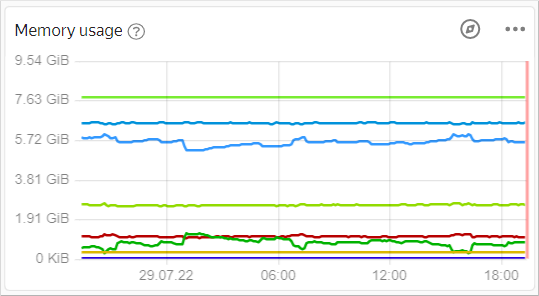 Memory usage ?
9.54 GiB
7.63 GiB
5.72 GiB
3.81 GiB
1.91 GiB
0 KiB
29.07.22 06:00 12:00 18:00